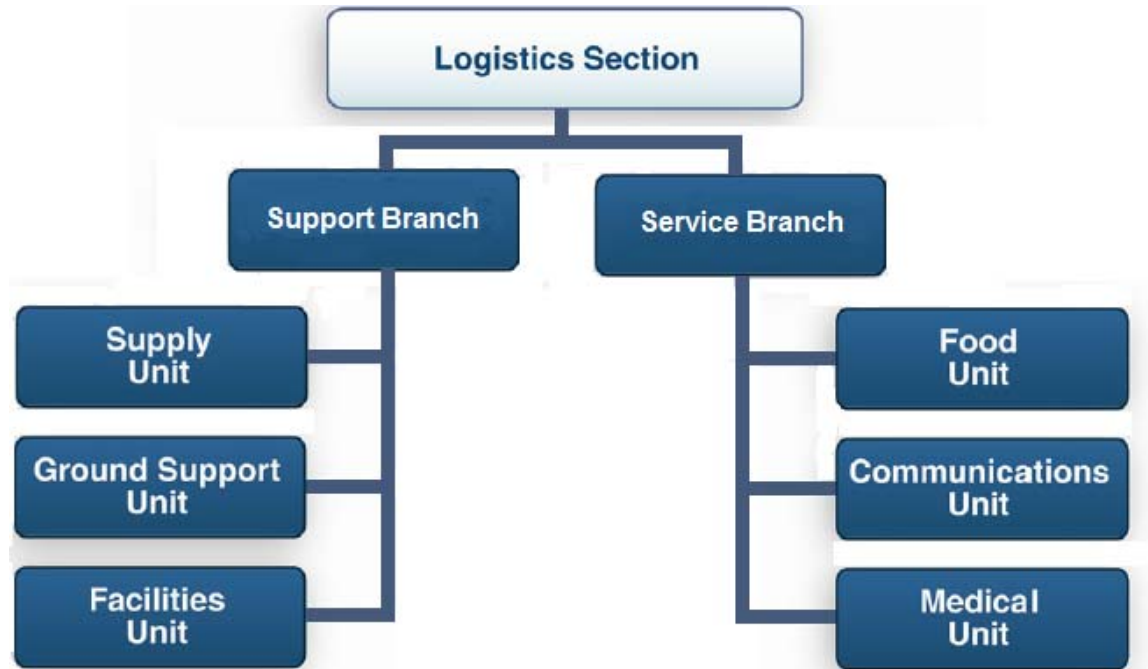 Logistics Section
Support Branch
Service Branch
Supply
Unit
Ground Support
Unit
Facilities
Unit
Food
Unit
Communications
Unit
Medical
Unit